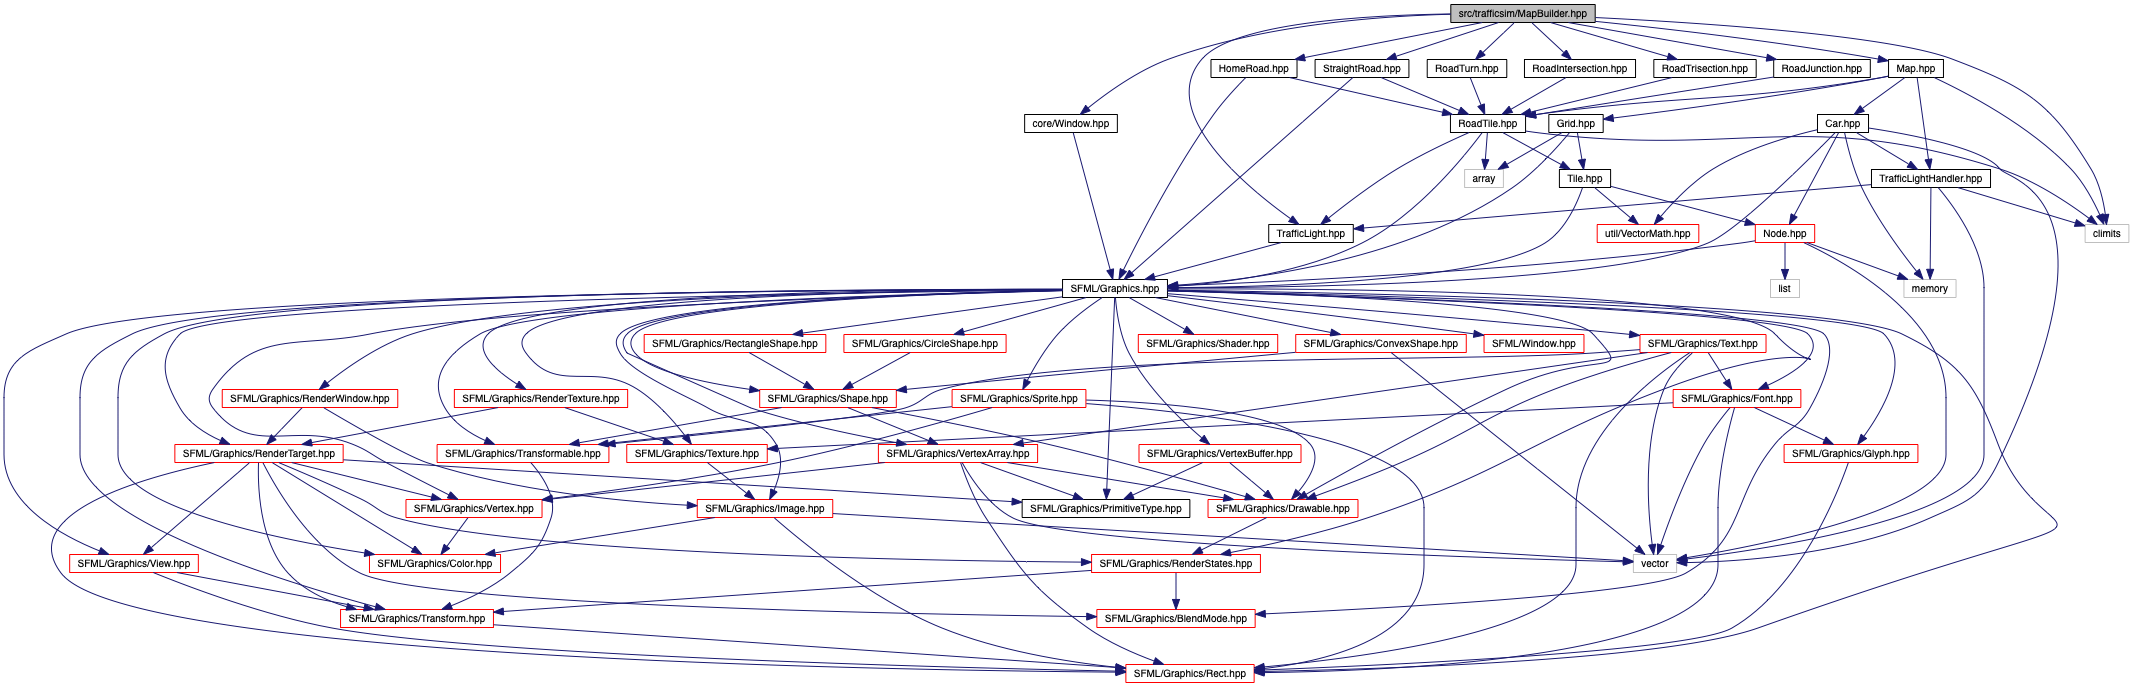 src/trafficsim/MapBuilder.hpp
HomeRoad.hpp
StraightRoad.hpp
RoadTurn.hpp
RoadIntersection.hpp
RoadTrisection.hpp
RoadJunction.hpp
Map.hpp
core/Window.hpp
RoadTile.hpp
Grid.hpp
Car.hpp
array
Tile.hpp
TrafficLightHandler.hpp
TrafficLight.hpp
util/VectorMath.hpp
Node.hpp
climits
SFML/Graphics.hpp
list
memory
SFML/Graphics/RectangleShape.hpp
SFML/Graphics/CircleShape.hpp
SFML/Graphics/Shader.hpp
SFML/Graphics/ConvexShape.hpp
SFML/Window.hpp
SFML/Graphics/Text.hpp
SFML/Graphics/RenderWindow.hpp
SFML/Graphics/RenderTexture.hpp
SFML/Graphics/Shape.hpp
SFML/Graphics/Sprite.hpp
SFML/Graphics/Font.hpp
SFML/Graphics/RenderTarget.hpp
SFML/Graphics/Transformable.hpp
SFML/Graphics/Texture.hpp
SFML/Graphics/VertexArray.hpp
SFML/Graphics/VertexBuffer.hpp
SFML/Graphics/Glyph.hpp
SFML/Graphics/Vertex.hpp
SFML/Graphics/Image.hpp
SFML/Graphics/PrimitiveType.hpp
SFML/Graphics/Drawable.hpp
SFML/Graphics/View.hpp
SFML/Graphics/Color.hpp
SFML/Graphics/RenderStates.hpp
vector
SFML/Graphics/Transform.hpp
SFML/Graphics/BlendMode.hpp
SFML/Graphics/Rect.hpp